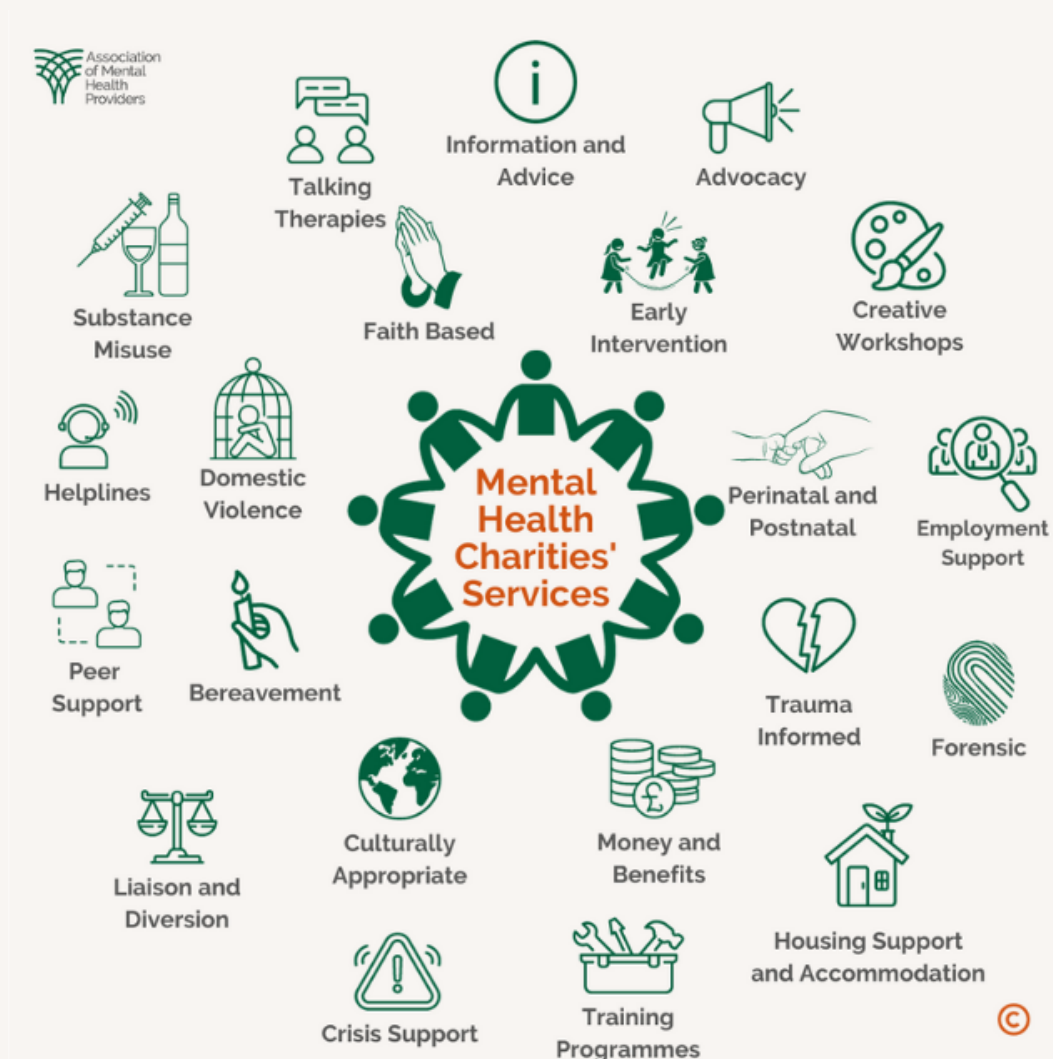 Association
of Mental
Health
Providers
i
Information and
Advice
Advocacy
Talking
Therapies
Substance
Misuse
Faith Based
Early
Intervention
Creative
Workshops
Helplines
Domestic
Violence
Mental
Health
Charities'
Services
Perinatal and
Postnatal
Employment
Support
Peer
Support
Bereavement
Trauma
Informed
Forensic
Liaison and
Diversion
Culturally
Appropriate
£
Money and
Benefits
Housing Support
and Accommodation
!
Crisis Support
Training
Programmes
©